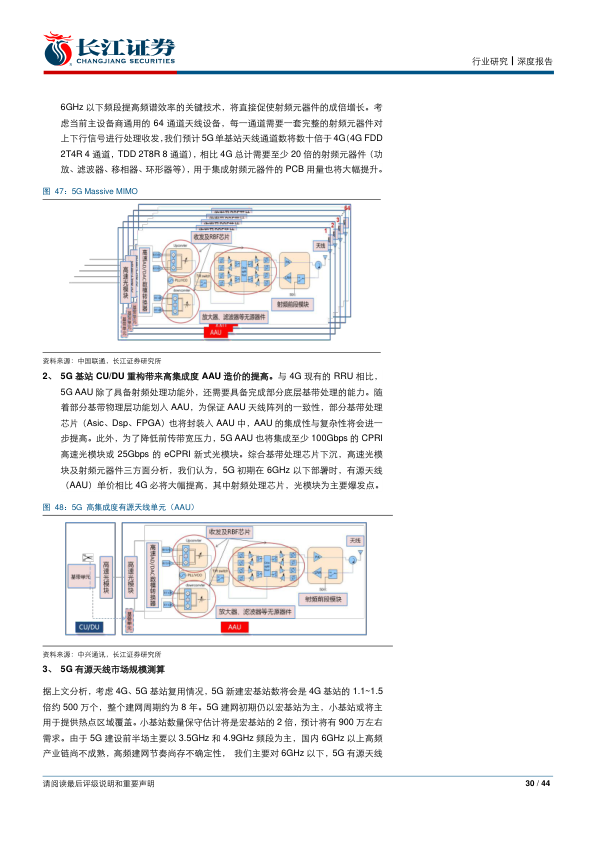 长江证券
CHANGJIANG SECURITIES
行业研究┃深度报告
6GHz 以下频段提高频谱效率的关键技术，将直接促使射频元器件的成倍增长。考
虑当前主设备商通用的 64 通道天线设备，每一通道需要一套完整的射频元器件对
上下行信号进行处理收发，我们预计 5G 单基站天线通道数将数十倍于 4G（4G FDD
2T4R 4 通道，TDD 2T8R 8 通道），相比 4G 总计需要至少 20 倍的射频元器件（功
放、滤波器、移相器、环形器等），用于集成射频元器件的 PCB 用量也将大幅提升。
图 47：5G Massive MIMO
64
3
2
1
收发及RBF芯片
天线
高速光模块
高速AD/DAC数模转换器
射频前段模块
放大器、滤波器等无源器件
AAU
资料来源：中国联通，长江证券研究所
2、 5G 基站 CU/DU 重构带来高集成度 AAU 造价的提高。与 4G 现有的 RRU 相比，
5G AAU 除了具备射频处理功能外，还需要具备完成部分底层基带处理的能力。随
着部分基带物理层功能划入 AAU，为保证 AAU 天线阵列的一致性，部分基带处理
芯片（Asic、Dsp、FPGA）也将封装入 AAU 中，AAU 的集成性与复杂性将会进一
步提高。此外，为了降低前传带宽压力，5G AAU 也将集成至少 100Gbps 的 CPRI
高速光模块或 25Gbps 的 eCPRI 新式光模块。综合基带处理芯片下沉，高速光模
块及射频元器件三方面分析，我们认为，5G 初期在 6GHz 以下部署时，有源天线
（AAU）单价相比 4G 必将大幅提高，其中射频处理芯片，光模块为主要爆发点。
图 48：5G 高集成度有源天线单元（AAU）
收发及RBF芯片
天线
基带单元
高速光模块
高速光模块
高速AD/DAC数模转换器
射频前段模块
放大器、滤波器等无源器件
CU/DU
AAU
资料来源：中兴通讯，长江证券研究所
3、 5G 有源天线市场规模测算
据上文分析，考虑 4G、5G 基站复用情况，5G 新建宏基站数将会是 4G 基站的 1.1~1.5
倍约 500 万个，整个建网周期约为 8 年。5G 建网初期仍以宏基站为主，小基站或将主
用于提供热点区域覆盖。小基站数量保守估计将是宏基站的 2 倍，预计将有 900 万左右
需求。由于 5G 建设前半场主要以 3.5GHz 和 4.9GHz 频段为主，国内 6GHz 以上高频
产业链尚不成熟，高频建网节奏尚存不确定性， 我们主要对 6GHz 以下，5G 有源天线
请阅读最后评级说明和重要声明
30 / 44